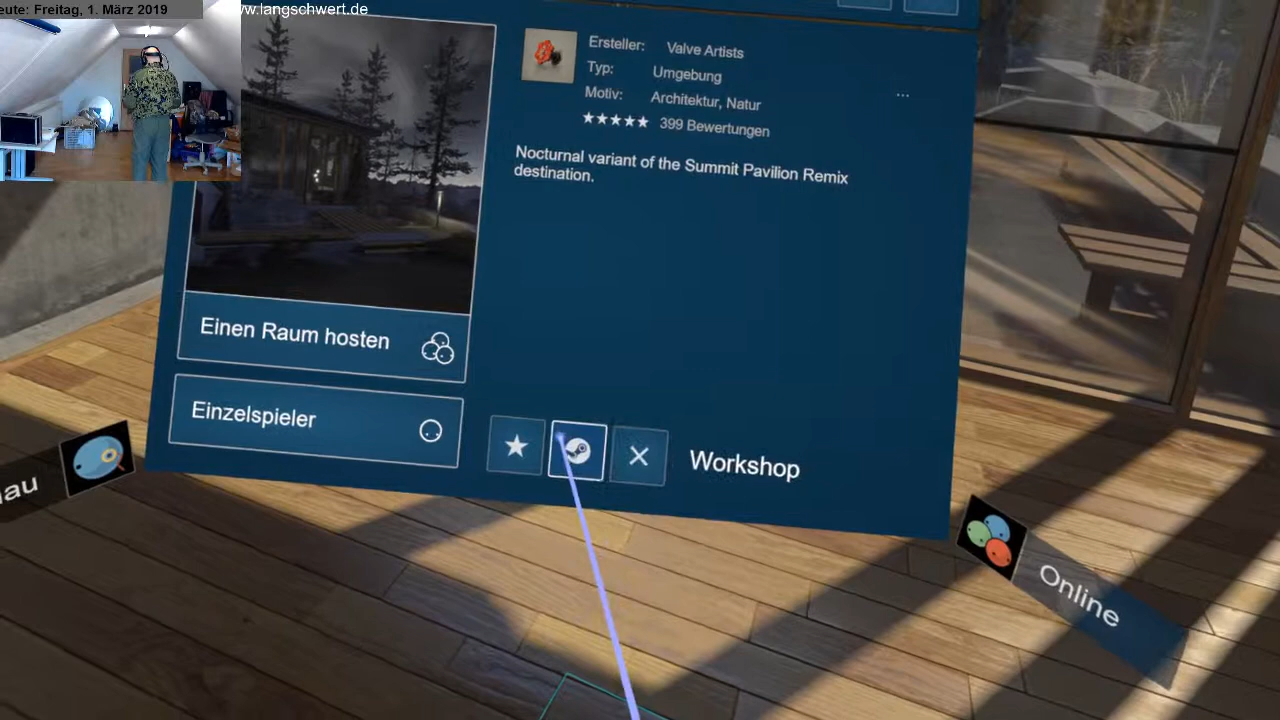 eute: Freitag, 1. März 2019
www.langschwert.de
Ersteller: Valve Artists
Typ: Umgebung
Motiv: Architektur, Natur
★★★★★ 399 Bewertungen
...
Nocturnal variant of the Summit Pavilion Remix
destination.
Einen Raum hosten
Einzelspieler
Workshop
au
Online